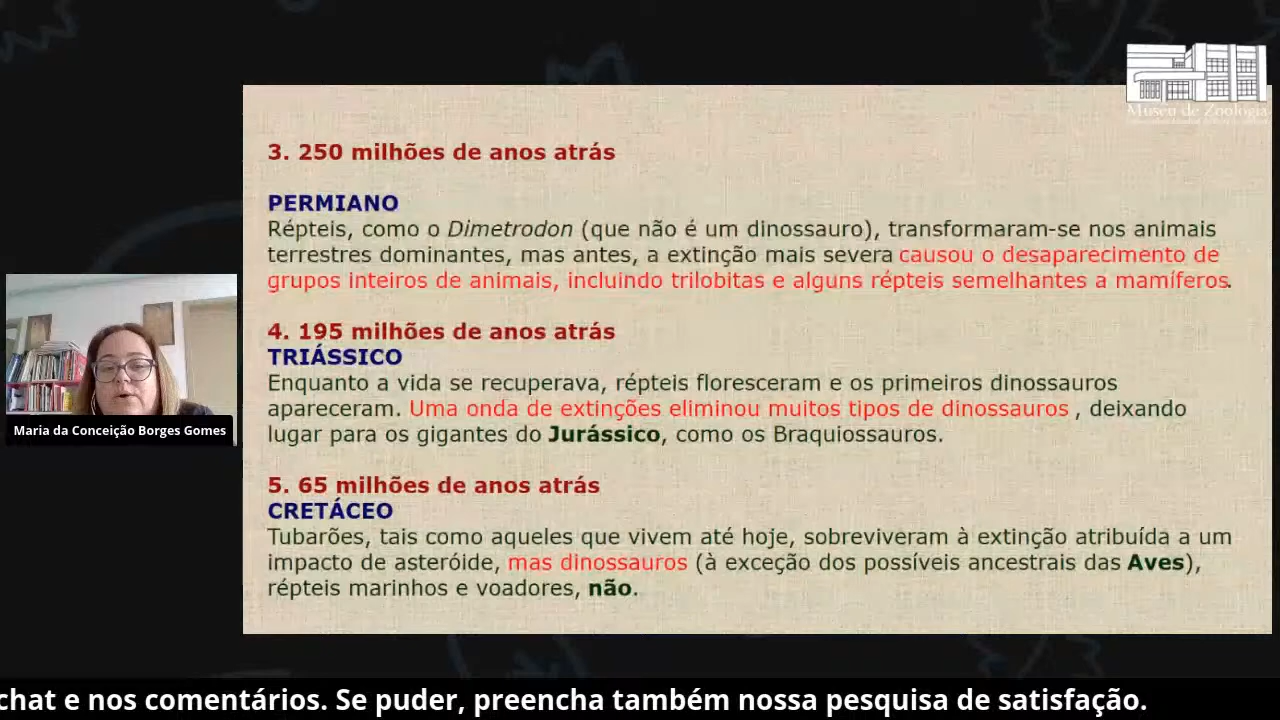 Museu de Zoologia
3. 250 milhões de anos atrás
PERMIANO
Répteis, como o Dimetrodon (que não é um dinossauro), transformaram-se nos animais
terrestres dominantes, mas antes, a extinção mais severa causou o desaparecimento de
grupos inteiros de animais, incluindo trilobitas e alguns répteis semelhantes a mamíferos.
4. 195 milhões de anos atrás
TRIÁSSICO
Enquanto a vida se recuperava, répteis floresceram e os primeiros dinossauros
apareceram. Uma onda de extinções eliminou muitos tipos de dinossauros , deixando
lugar para os gigantes do Jurássico, como os Braquiossauros.
5. 65 milhões de anos atrás
CRETÁCEO
Tubarões, tais como aqueles que vivem até hoje, sobreviveram à extinção atribuída a um
impacto de asteróide, mas dinossauros (à exceção dos possíveis ancestrais das Aves),
répteis marinhos e voadores, não.
Maria da Conceição Borges Gomes
chat e nos comentários. Se puder, preencha também nossa pesquisa de satisfação.